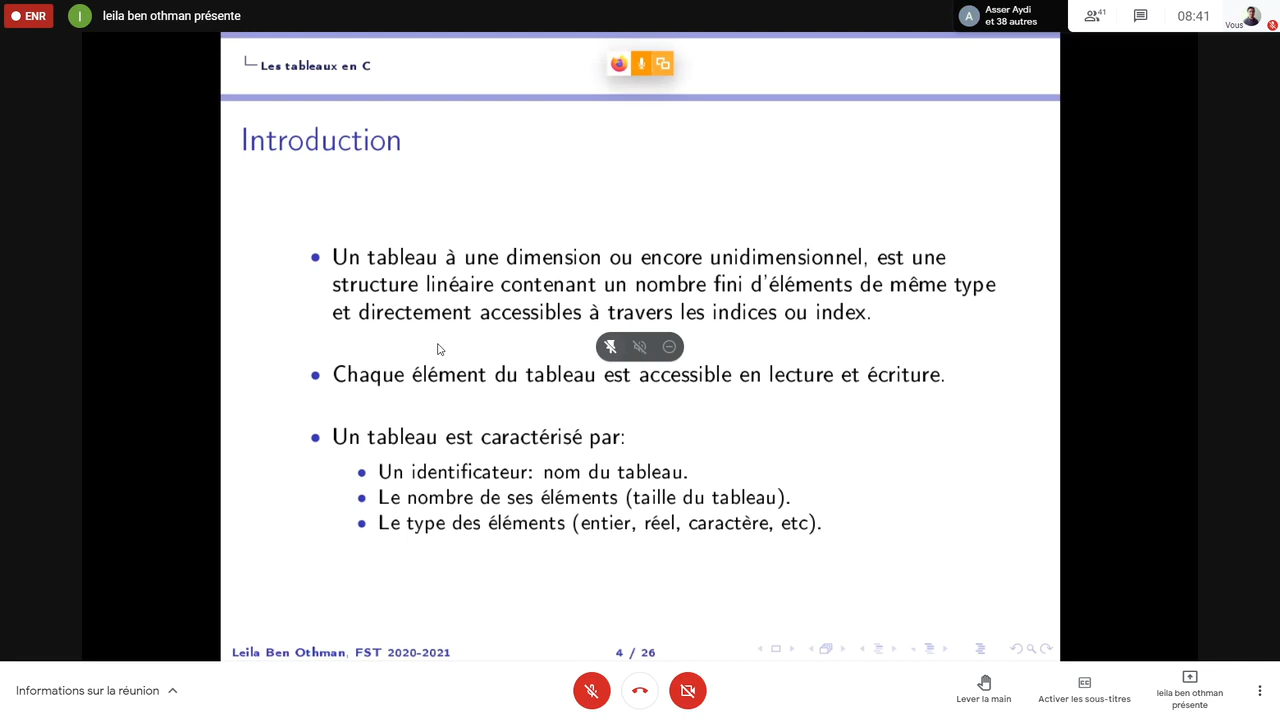 ENR
l
leila ben othman présente
A
Asser Aydi
et 38 autres
41
08:41
Vous
Les tableaux en C
Introduction
Un tableau à une dimension ou encore unidimensionnel, est une
structure linéaire contenant un nombre fini d'éléments de même type
et directement accessibles à travers les indices ou index.
Chaque élément du tableau est accessible en lecture et écriture.
Un tableau est caractérisé par:
Un identificateur: nom du tableau.
Le nombre de ses éléments (taille du tableau).
Le type des éléments (entier, réel, caractère, etc).
Leila Ben Othman, FST 2020-2021
4 / 26
Informations sur la réunion
Lever la main
Activer les sous-titres
leila ben othman
présente